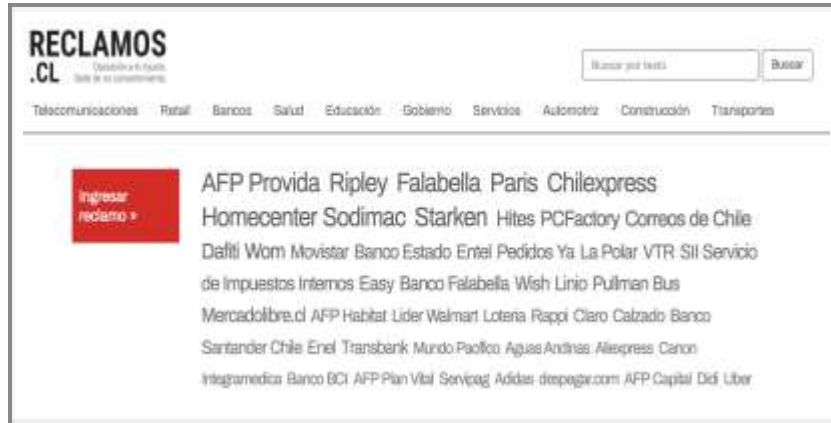 RECLAMOS
.CL
Buscar por texto Buscar
Telecomunicaciones Retail Bancos Salud Educación Gobierno Servicios Automotriz Construcción Transportes
Ingresar
reclamo »
AFP Provida Ripley Falabella Paris Chilexpress
Homecenter Sodimac Starken Hites PCFactory Correos de Chile
Dafiti Wom Movistar Banco Estado Entel Pedidos Ya La Polar VTR SII Servicio
de Impuestos Internos Easy Banco Falabella Wish Linio Pullman Bus
Mercadolibre.cl AFP Habitat Lider Walmart Loteria Rappi Claro Calzado Banco
Santander Chile Enel Transbank Mundo Pacifico Aguas Andinas Aliexpress Canon
Integramedica Banco BCI AFP Plan Vital Servipag Adidas despegar.com AFP Capital Didi Uber